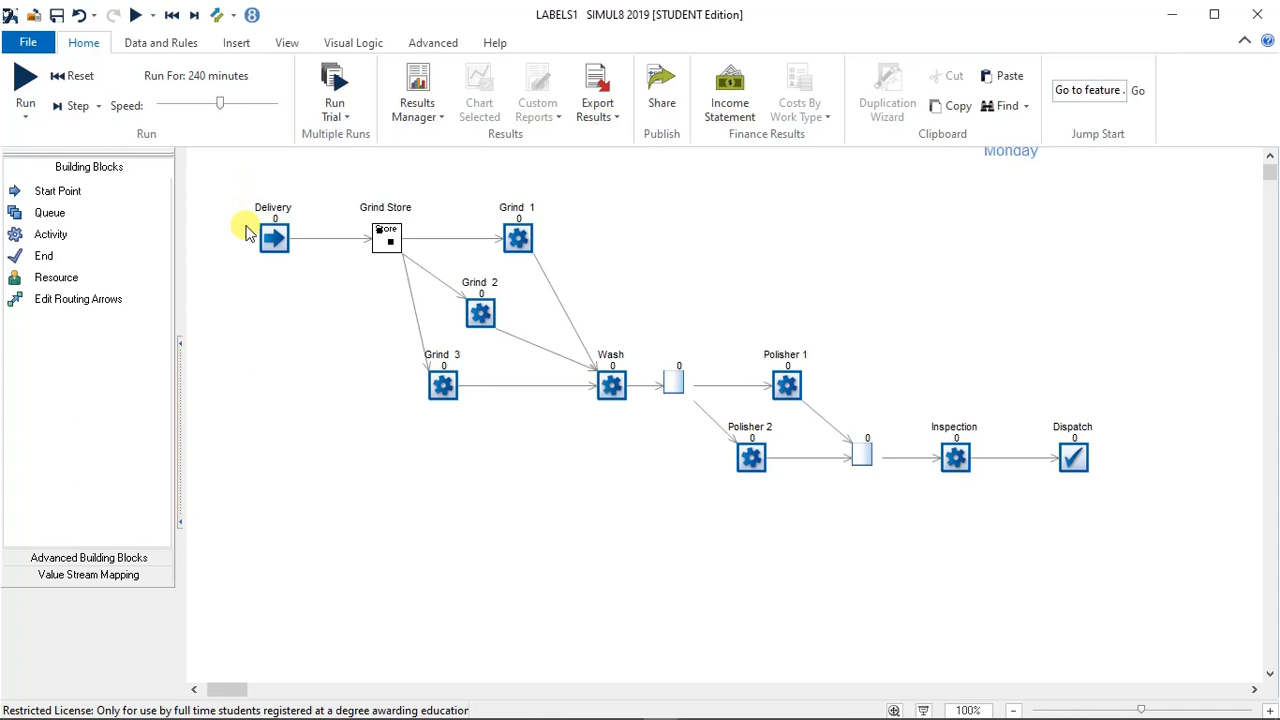 LABELS1 SIMUL8 2019 [STUDENT Edition]
File Home Data and Rules Insert View Visual Logic Advanced Help
Run
Reset
Step
Run For: 240 minutes
Speed:
Run
Run Trial
Multiple Runs
Results Manager
Chart Selected
Custom Reports
Export Results
Results
Share
Publish
Income Statement
Costs By Work Type
Finance Results
Duplication Wizard
Cut
Copy
Paste
Find
Clipboard
Go to feature . Go
Jump Start
Building Blocks
Start Point
Queue
Activity
End
Resource
Edit Routing Arrows
Advanced Building Blocks
Value Stream Mapping
Monday
Delivery
0
Grind Store
Store
Grind 1
0
Grind 2
0
Grind 3
0
Wash
0
0
Polisher 1
0
Polisher 2
0
0
Inspection
0
Dispatch
0
Restricted License: Only for use by full time students registered at a degree awarding education
100%